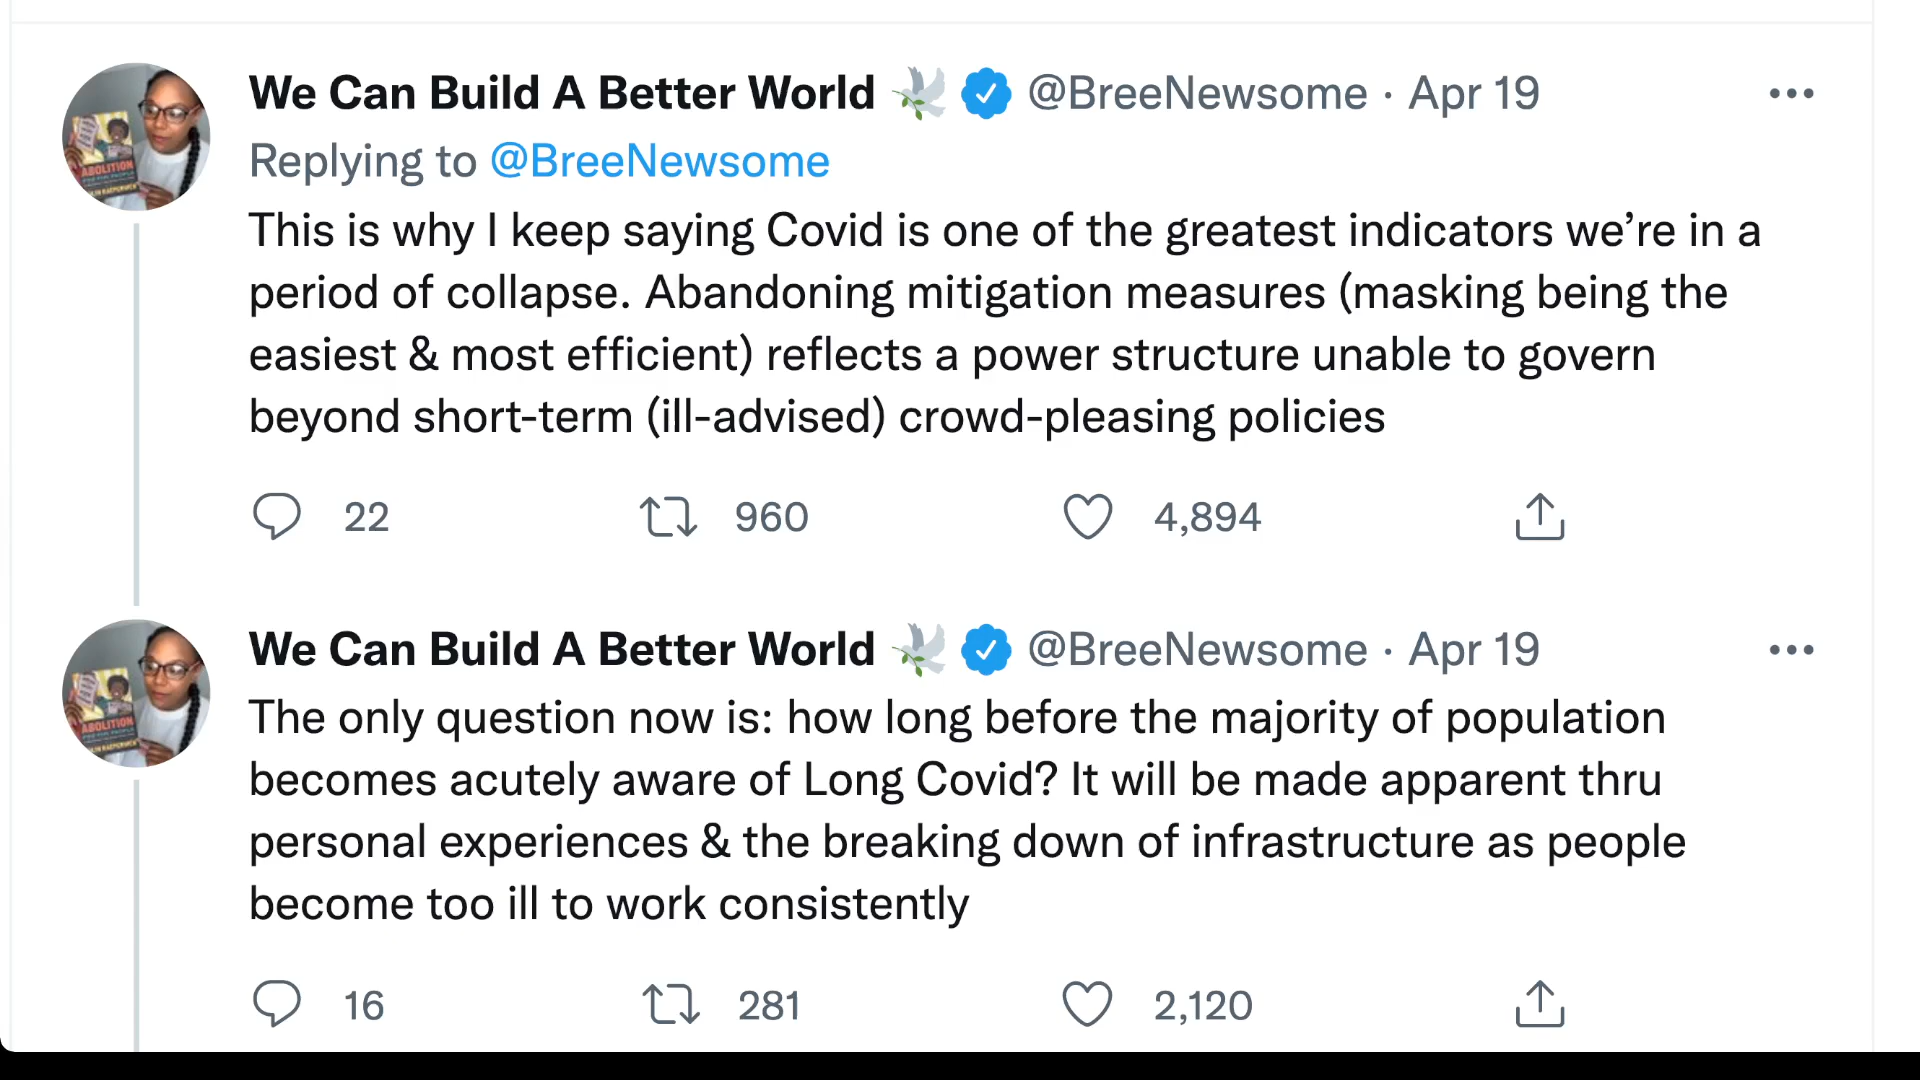 We Can Build A Better World 🕊 @BreeNewsome · Apr 19
Replying to @BreeNewsome
This is why I keep saying Covid is one of the greatest indicators we’re in a
period of collapse. Abandoning mitigation measures (masking being the
easiest & most efficient) reflects a power structure unable to govern
beyond short-term (ill-advised) crowd-pleasing policies
22 960 4,894
ABOLITION
We Can Build A Better World 🕊 @BreeNewsome · Apr 19
The only question now is: how long before the majority of population
becomes acutely aware of Long Covid? It will be made apparent thru
personal experiences & the breaking down of infrastructure as people
become too ill to work consistently
16 281 2,120
ABOLITION